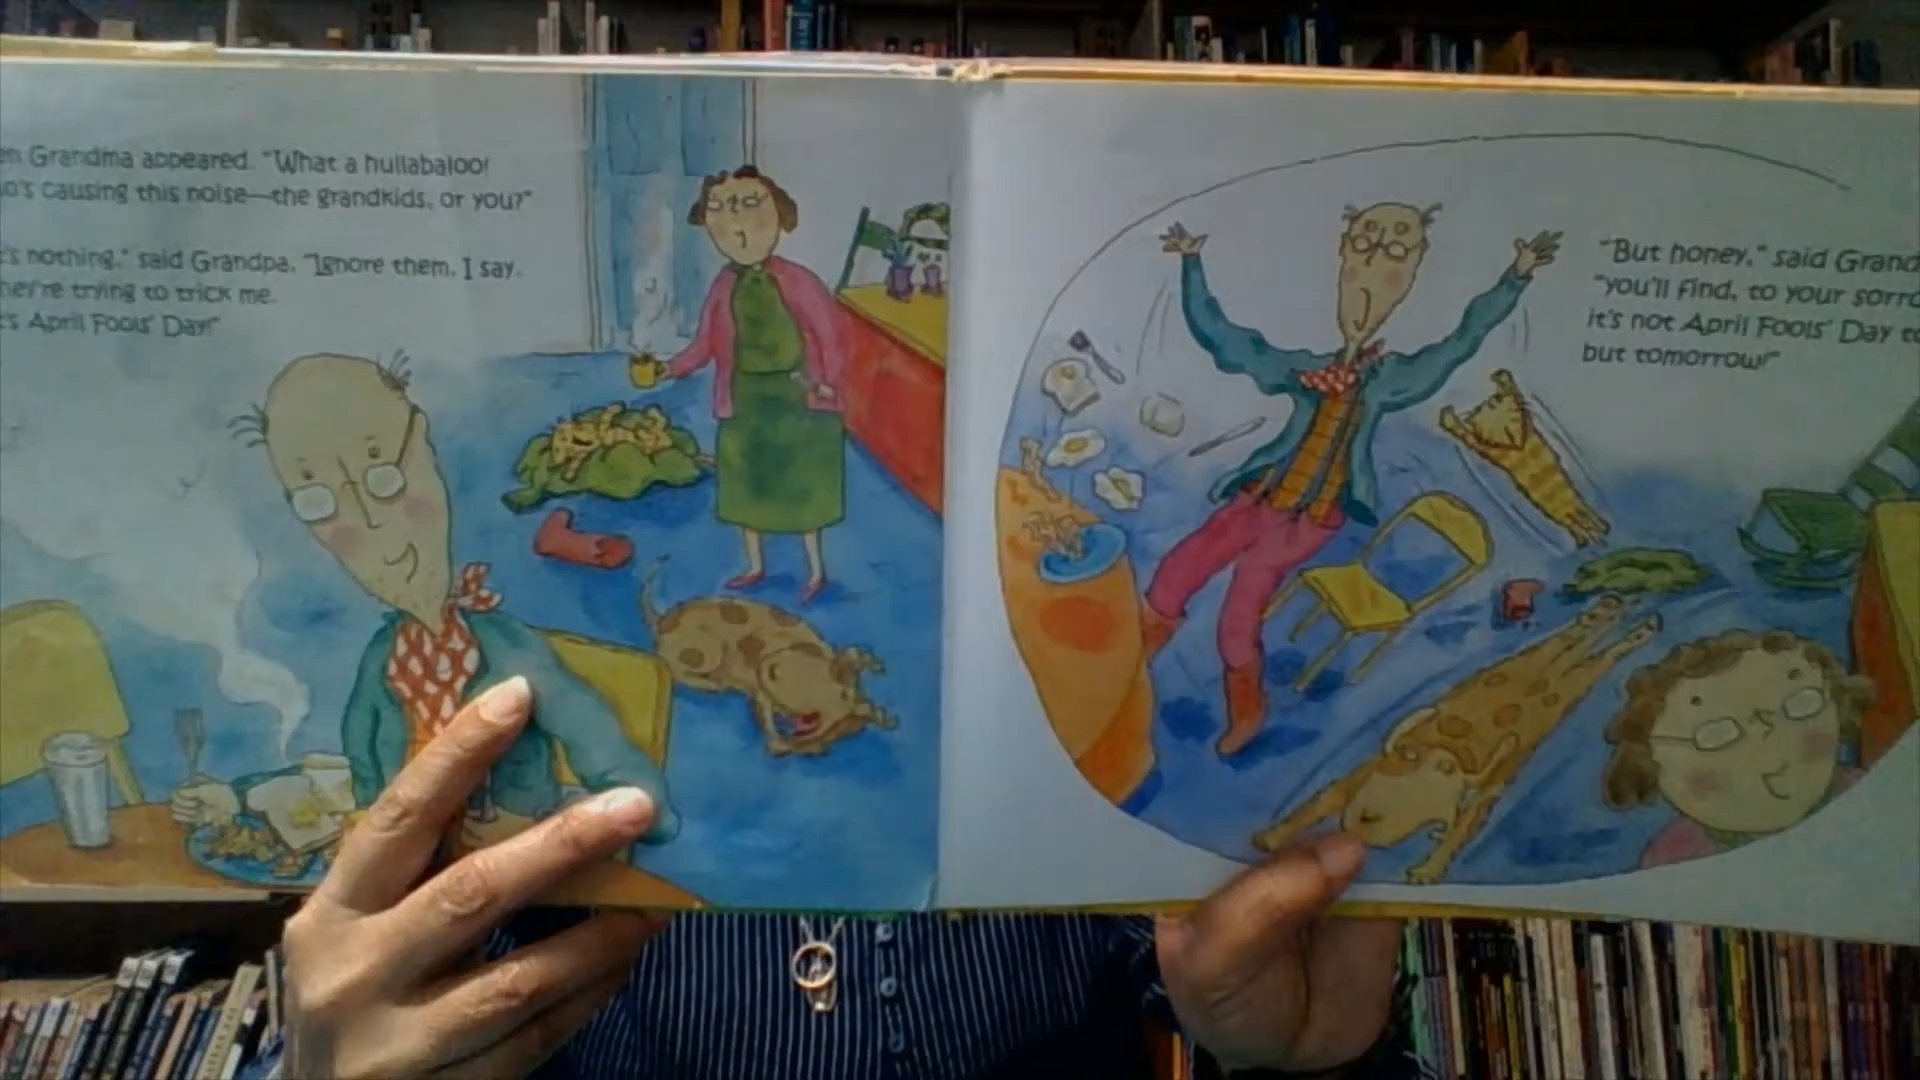 Grandma appeared. "What a hullabaloo!
causing this noise—the grandkids, or you?"
nothing," said Grandpa. "Ignore them, I say.
trying to trick me.
April Fools' Day!"
"But honey," said
"you'll find, to your
it's not April Fools' Day
but tomorrow!"